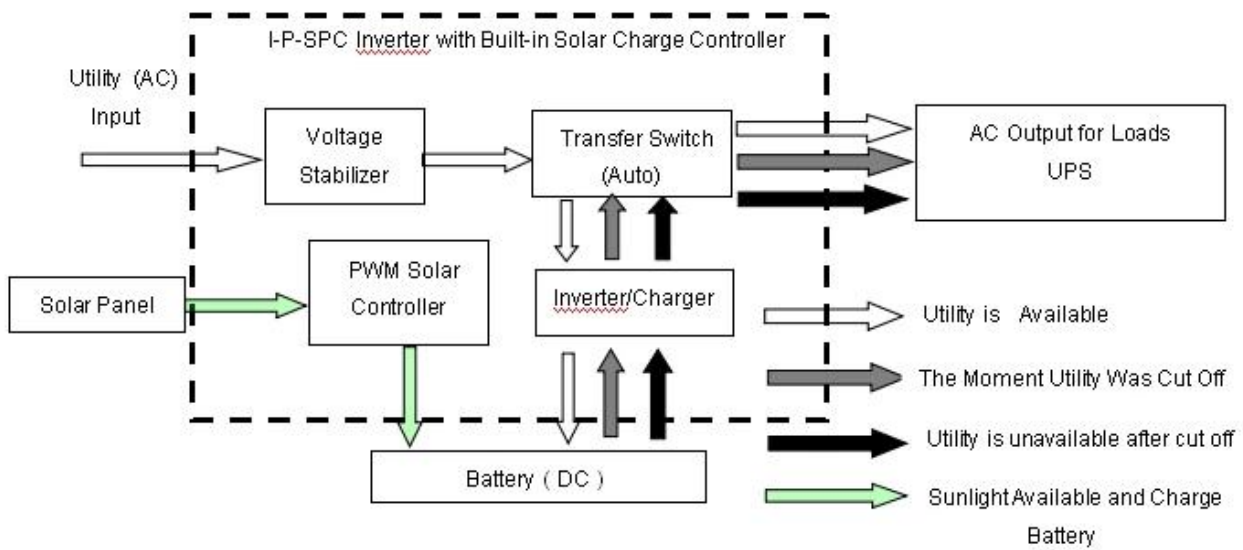 I-P-SPC Inverter with Built-in Solar Charge Controller
Utility (AC)
Input
Voltage
Stabilizer
Transfer Switch
(Auto)
AC Output for Loads
UPS
Solar Panel
PWM Solar
Controller
Inverter/Charger
Battery ( DC )
Utility is Available
The Moment Utility Was Cut Off
Utility is unavailable after cut off
Sunlight Available and Charge
Battery